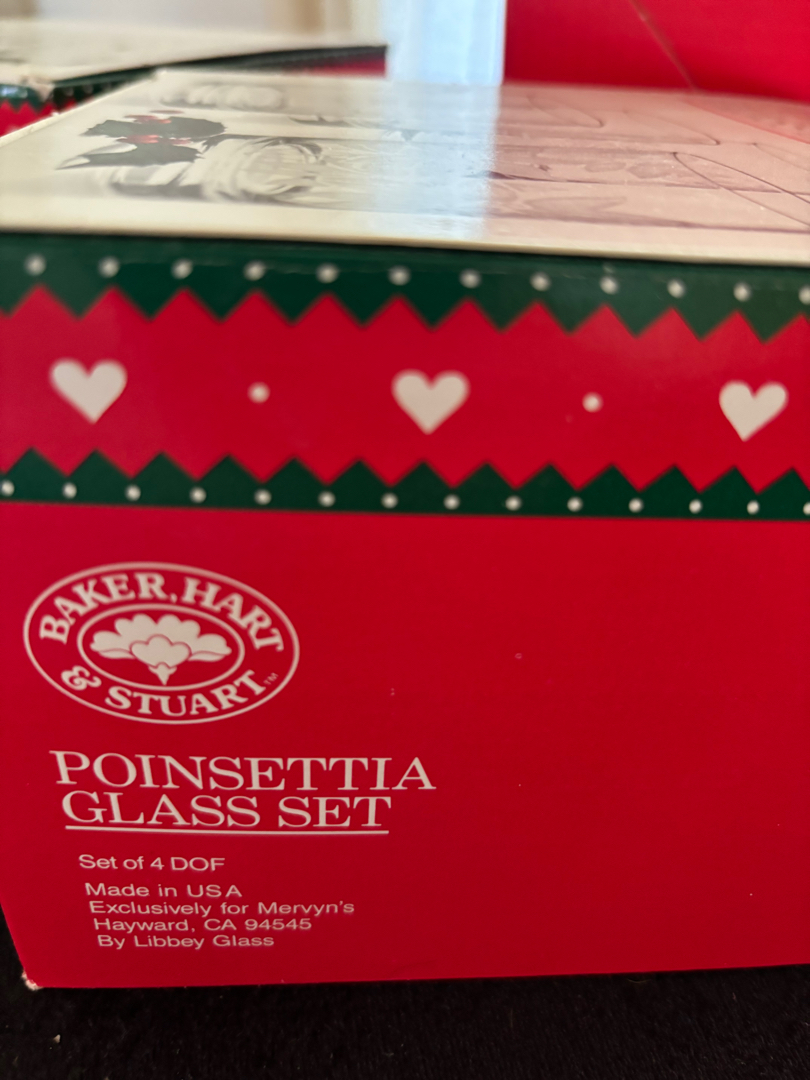 BAKER, HART
& STUART™
POINSETTIA
GLASS SET
Set of 4 DOF
Made in USA
Exclusively for Mervyn's
Hayward, CA 94545
By Libbey Glass